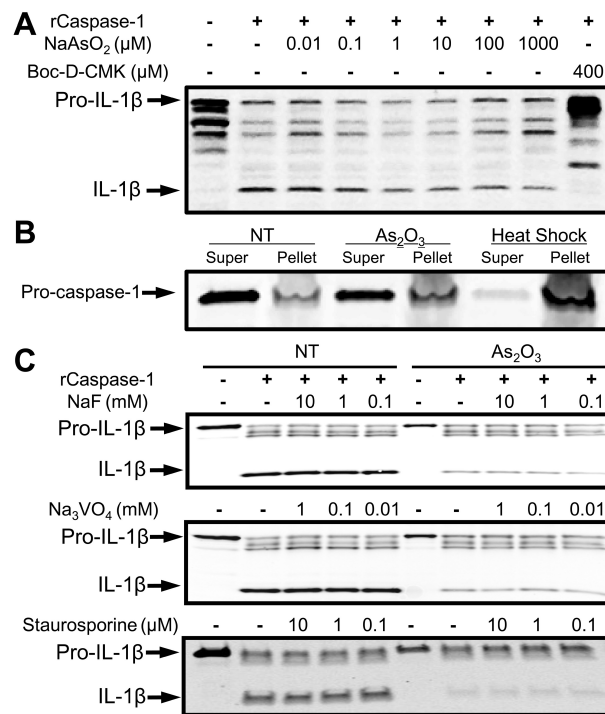 A
rCaspase-1 - + + + + + + + +
NaAsO2 (µM) - - 0.01 0.1 1 10 100 1000 -
Boc-D-CMK (µM) - - - - - - - - 400
Pro-IL-1β
IL-1β
B
NT As2O3 Heat Shock
Super Pellet Super Pellet Super Pellet
Pro-caspase-1
C
NT As2O3
rCaspase-1 - + + + + - + + + +
NaF (mM) - - 10 1 0.1 - - 10 1 0.1
Pro-IL-1β
IL-1β
Na3VO4 (mM) - - 1 0.1 0.01 - - 1 0.1 0.01
Pro-IL-1β
IL-1β
Staurosporine (µM) - - 10 1 0.1 - - 10 1 0.1
Pro-IL-1β
IL-1β